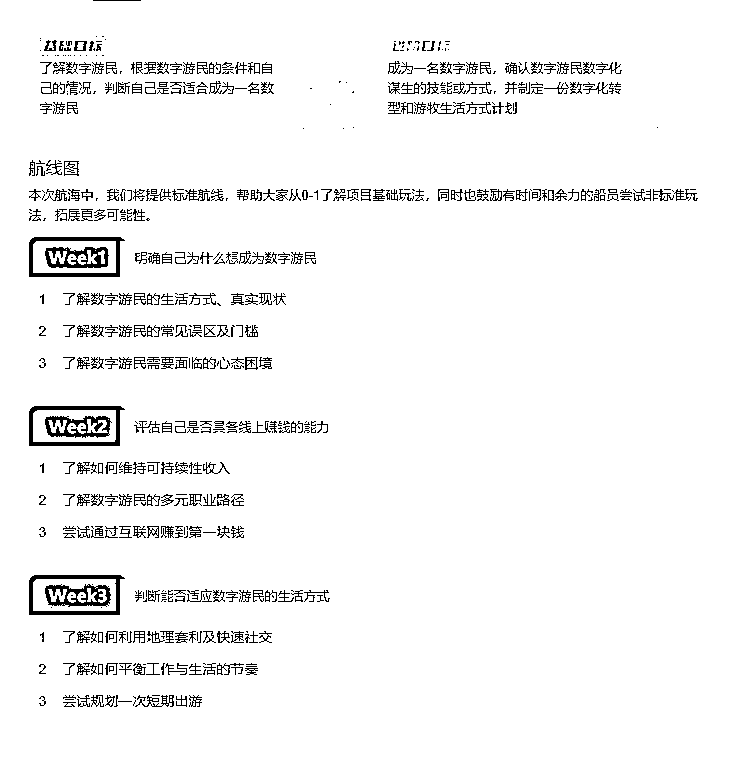 基础目标
了解数字游民，根据数字游民的条件和自
己的情况，判断自己是否适合成为一名数
字游民
进阶目标
成为一名数字游民，确认数字游民数字化
谋生的技能或方式，并制定一份数字化转
型和游牧生活方式计划
航线图
本次航海中，我们将提供标准航线，帮助大家从0-1了解项目基础玩法，同时也鼓励有时间和余力的船员尝试非标准玩
法，拓展更多可能性。
Week1 明确自己为什么想成为数字游民
1 了解数字游民的生活方式、真实现状
2 了解数字游民的常见误区及门槛
3 了解数字游民需要面临的心态困境
Week2 评估自己是否具备线上赚钱的能力
1 了解如何维持可持续性收入
2 了解数字游民的多元职业路径
3 尝试通过互联网赚到第一块钱
Week3 判断能否适应数字游民的生活方式
1 了解如何利用地理套利及快速社交
2 了解如何平衡工作与生活的节奏
3 尝试规划一次短期出游